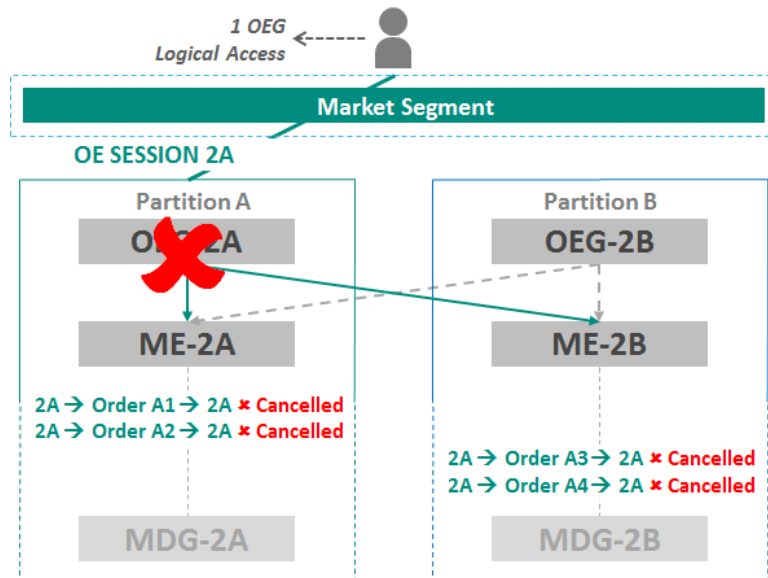 1 OEG
Logical Access
Market Segment
OE SESSION 2A
Partition A
Partition B
OEG-2B
ME-2A
ME-2B
2A → Order A1 → 2A ✖ Cancelled
2A → Order A2 → 2A ✖ Cancelled
2A → Order A3 → 2A ✖ Cancelled
2A → Order A4 → 2A ✖ Cancelled
MDG-2A
MDG-2B